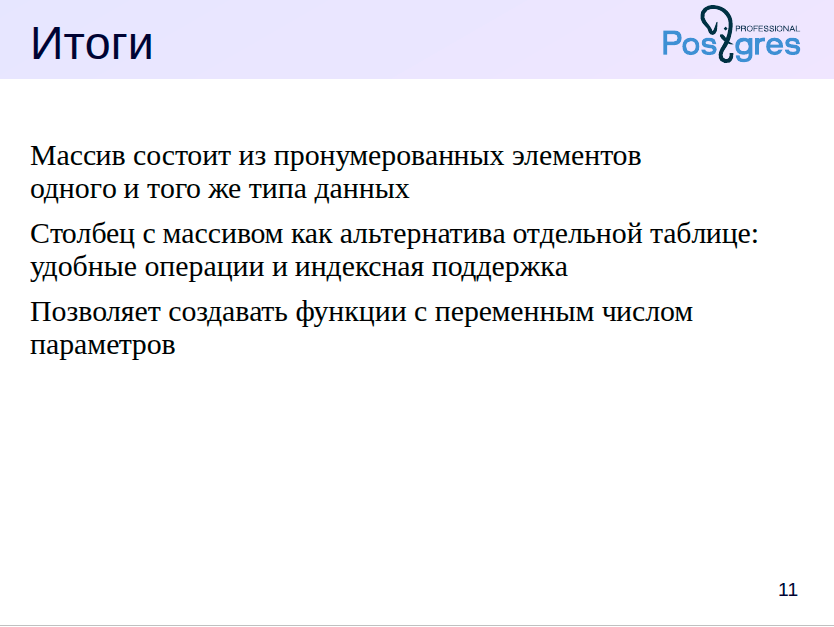 Итоги
PROFESSIONAL
Postgres
Массив состоит из пронумерованных элементов
одного и того же типа данных
Столбец с массивом как альтернатива отдельной таблице:
удобные операции и индексная поддержка
Позволяет создавать функции с переменным числом
параметров
11